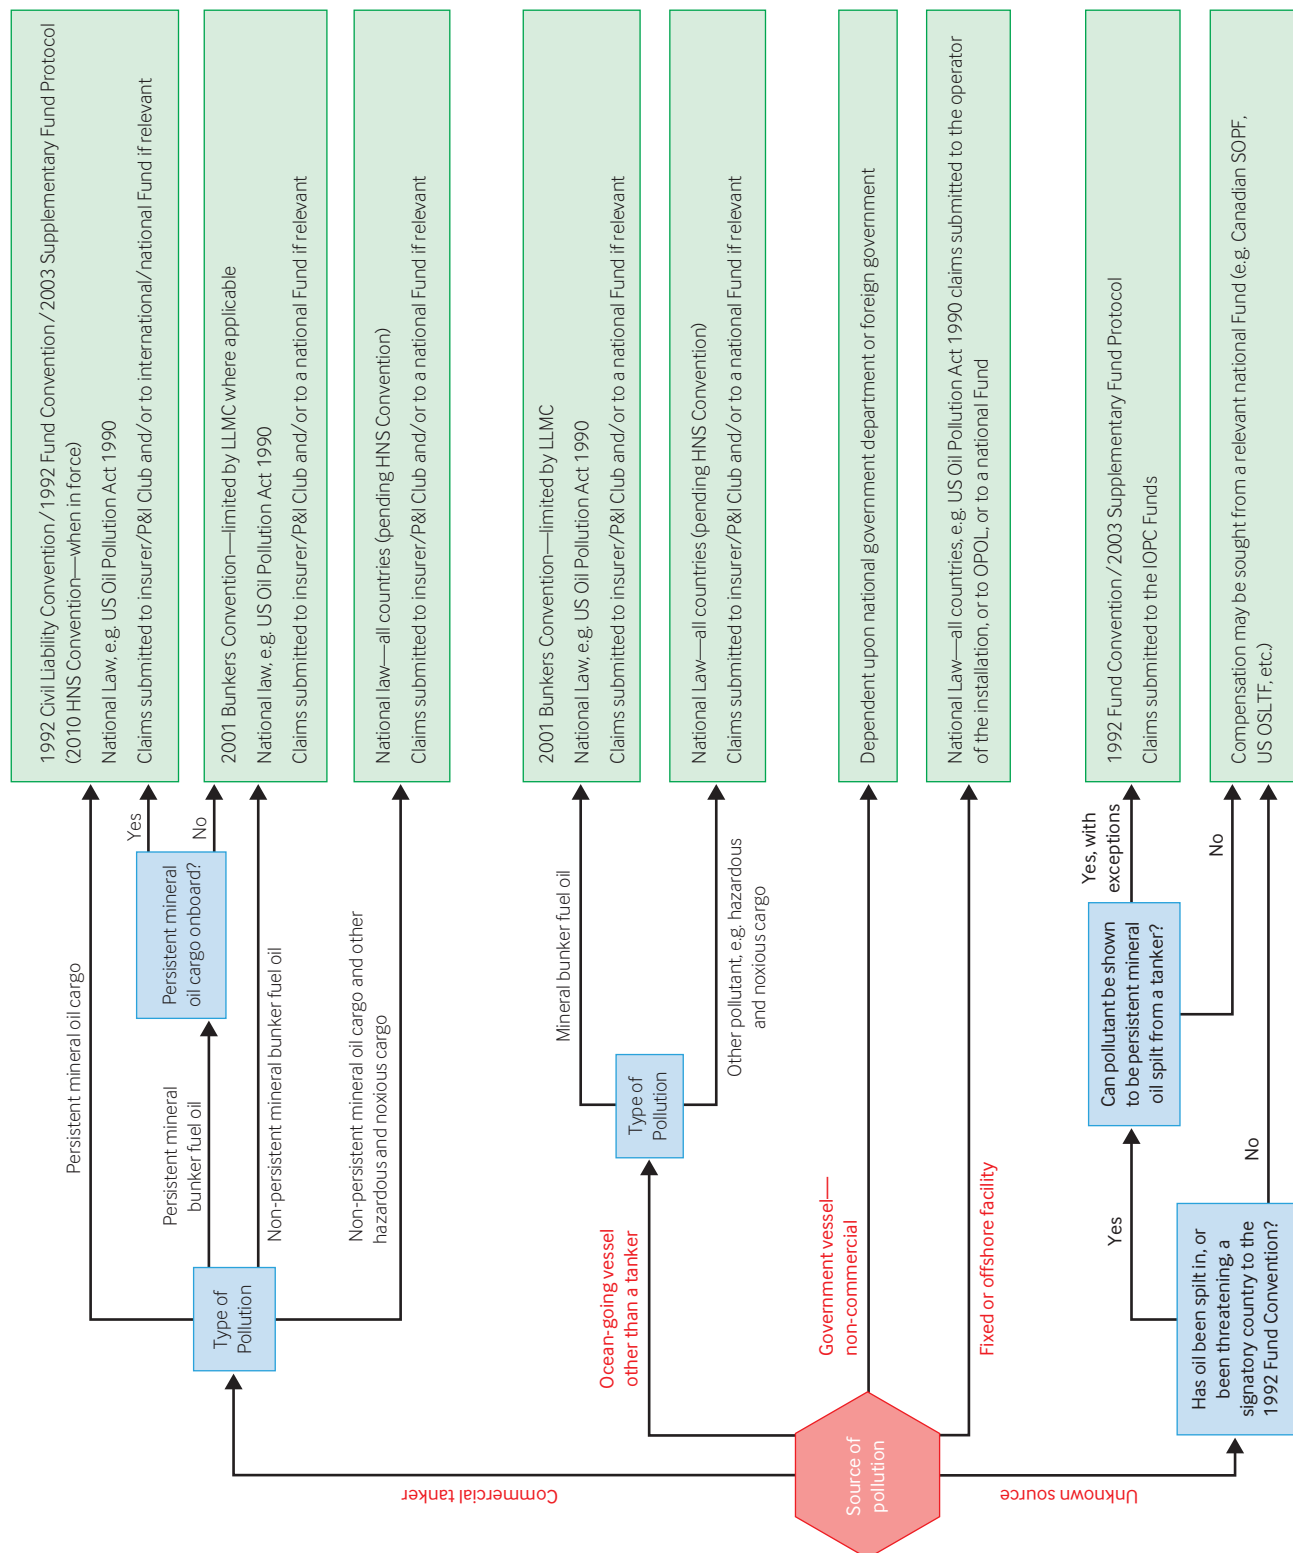 Source of
pollution
Commercial tanker
Type of
Pollution
Persistent mineral oil cargo
Persistent mineral
bunker fuel oil
Persistent mineral
oil cargo onboard?
Yes
No
Non-persistent mineral bunker fuel oil
Non-persistent mineral oil cargo and other
hazardous and noxious cargo
1992 Civil Liability Convention / 1992 Fund Convention / 2003 Supplementary Fund Protocol
(2010 HNS Convention—when in force)
National Law, e.g. US Oil Pollution Act 1990
Claims submitted to insurer/P&I Club and/or to international/national Fund if relevant
2001 Bunkers Convention—limited by LLMC where applicable
National law, e.g. US Oil Pollution Act 1990
Claims submitted to insurer/P&I Club and/or to a national Fund if relevant
National law—all countries (pending HNS Convention)
Claims submitted to insurer/P&I Club and/or to a national Fund if relevant
Ocean-going vessel
other than a tanker
Type of
Pollution
Mineral bunker fuel oil
Other pollutant, e.g. hazardous
and noxious cargo
2001 Bunkers Convention—limited by LLMC
National Law, e.g. US Oil Pollution Act 1990
Claims submitted to insurer/P&I Club and/or to a national Fund if relevant
National Law—all countries (pending HNS Convention)
Claims submitted to insurer/P&I Club and/or to a national Fund if relevant
Government vessel—
non-commercial
Dependent upon national government department or foreign government
Fixed or offshore facility
National Law—all countries, e.g. US Oil Pollution Act 1990 claims submitted to the operator
of the installation, or to OPOL, or to a national Fund
Unknown source
Has oil been spilt in, or
been threatening, a
signatory country to the
1992 Fund Convention?
Yes
No
Can pollutant be shown
to be persistent mineral
oil spilt from a tanker?
Yes, with
exceptions
No
1992 Fund Convention / 2003 Supplementary Fund Protocol
Claims submitted to the IOPC Funds
Compensation may be sought from a relevant national Fund (e.g. Canadian SOPF,
US OSLTF, etc.)